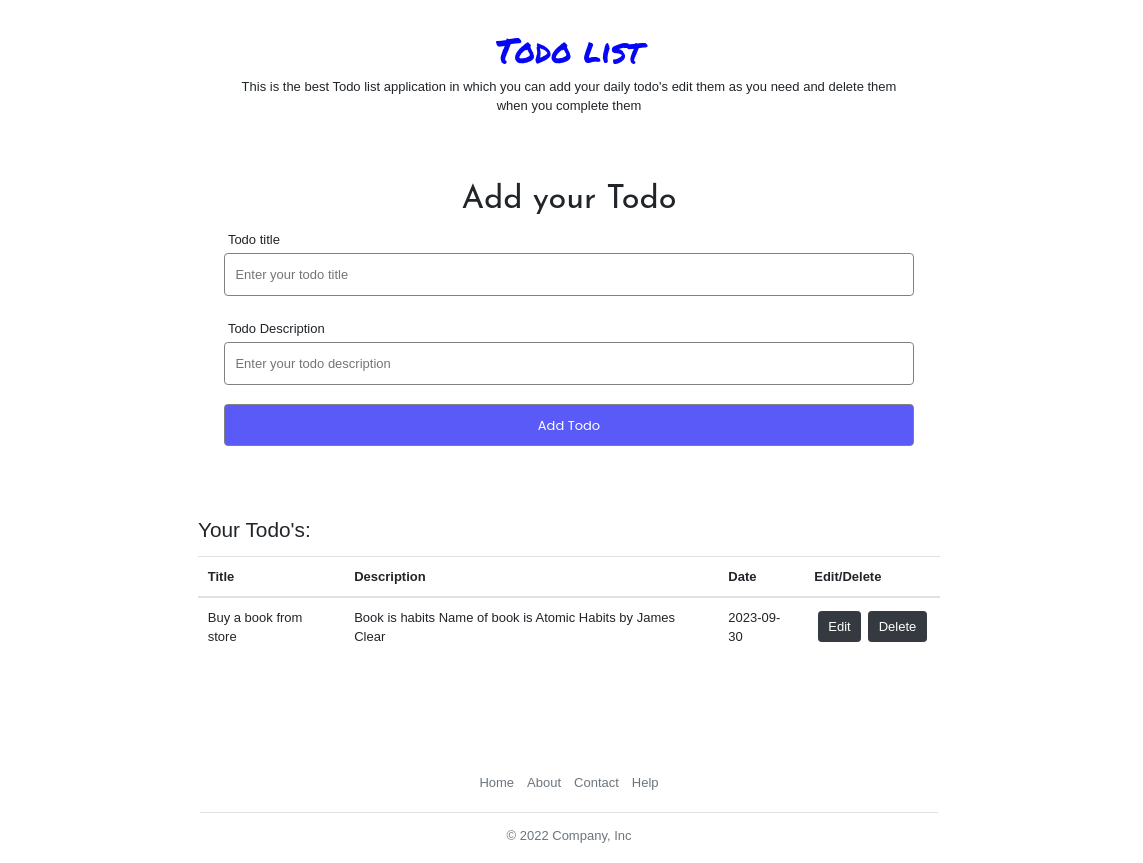 Todo list
This is the best Todo list application in which you can add your daily todo's edit them as you need and delete them
when you complete them
Add your Todo
Todo title
Enter your todo title
Todo Description
Enter your todo description
Add Todo
Your Todo's:
Title Description Date Edit/Delete
Buy a book from Book is habits Name of book is Atomic Habits by James 2023-09- Edit Delete
store Clear 30
Home About Contact Help
© 2022 Company, Inc